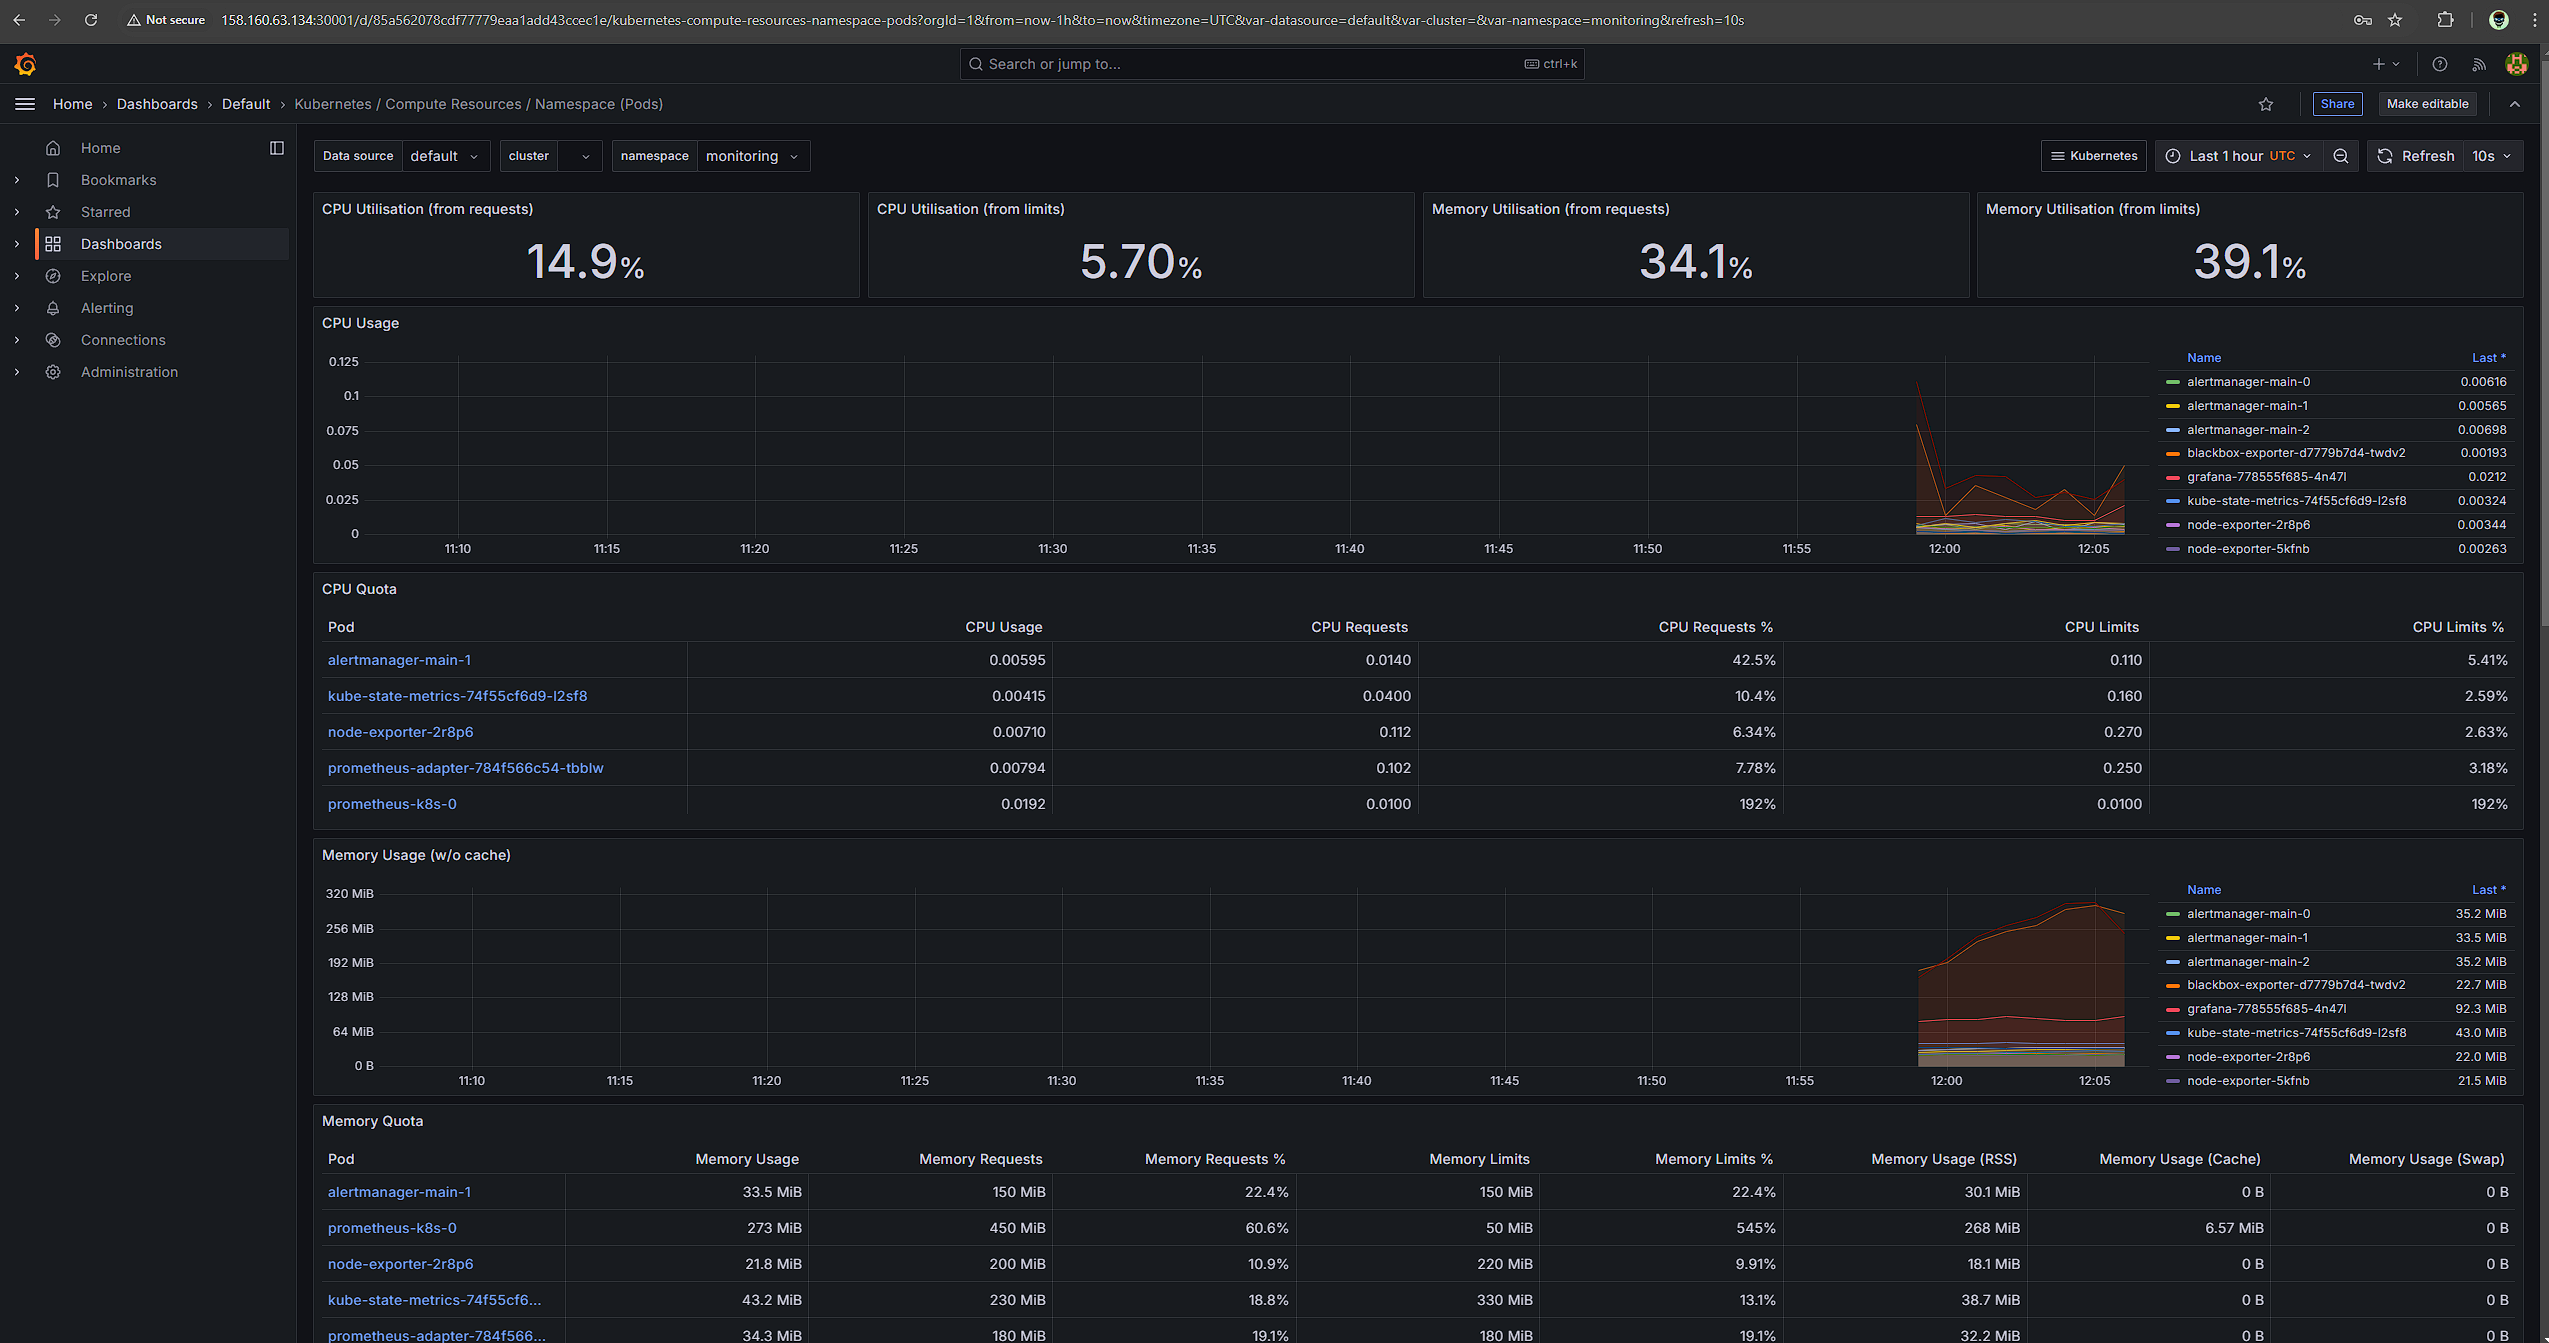 Not secure 158.160.63.134:30001/d/85a562078cdf77779eaa1add43ccec1e/kubernetes-compute-resources-namespace-pods?orgId=1&from=now-1h&to=now&timezone=UTC&var-datasource=default&var-cluster=&var-namespace=monitoring&refresh=10s
Search or jump to... ctrl+k
Home › Dashboards › Default › Kubernetes / Compute Resources / Namespace (Pods) Share Make editable
Home
Bookmarks
Starred
Dashboards
Explore
Alerting
Connections
Administration
Data source default cluster namespace monitoring Kubernetes Last 1 hour UTC Refresh 10s
CPU Utilisation (from requests)
14.9%
CPU Utilisation (from limits)
5.70%
Memory Utilisation (from requests)
34.1%
Memory Utilisation (from limits)
39.1%
CPU Usage
0.125
0.1
0.075
0.05
0.025
0
11:10 11:15 11:20 11:25 11:30 11:35 11:40 11:45 11:50 11:55 12:00 12:05
Name Last *
alertmanager-main-0 0.00616
alertmanager-main-1 0.00565
alertmanager-main-2 0.00698
blackbox-exporter-d7779b7d4-twdv2 0.00193
grafana-778555f685-4n47l 0.0212
kube-state-metrics-74f55cf6d9-l2sf8 0.00324
node-exporter-2r8p6 0.00344
node-exporter-5kfnb 0.00263
CPU Quota
Pod CPU Usage CPU Requests CPU Requests % CPU Limits CPU Limits %
alertmanager-main-1 0.00595 0.0140 42.5% 0.110 5.41%
kube-state-metrics-74f55cf6d9-l2sf8 0.00415 0.0400 10.4% 0.160 2.59%
node-exporter-2r8p6 0.00710 0.112 6.34% 0.270 2.63%
prometheus-adapter-784f566c54-tbblw 0.00794 0.102 7.78% 0.250 3.18%
prometheus-k8s-0 0.0192 0.0100 192% 0.0100 192%
Memory Usage (w/o cache)
320 MiB
256 MiB
192 MiB
128 MiB
64 MiB
0 B
11:10 11:15 11:20 11:25 11:30 11:35 11:40 11:45 11:50 11:55 12:00 12:05
Name Last *
alertmanager-main-0 35.2 MiB
alertmanager-main-1 33.5 MiB
alertmanager-main-2 35.2 MiB
blackbox-exporter-d7779b7d4-twdv2 22.7 MiB
grafana-778555f685-4n47l 92.3 MiB
kube-state-metrics-74f55cf6d9-l2sf8 43.0 MiB
node-exporter-2r8p6 22.0 MiB
node-exporter-5kfnb 21.5 MiB
Memory Quota
Pod Memory Usage Memory Requests Memory Requests % Memory Limits Memory Limits % Memory Usage (RSS) Memory Usage (Cache) Memory Usage (Swap)
alertmanager-main-1 33.5 MiB 150 MiB 22.4% 150 MiB 22.4% 30.1 MiB 0 B 0 B
prometheus-k8s-0 273 MiB 450 MiB 60.6% 50 MiB 545% 268 MiB 6.57 MiB 0 B
node-exporter-2r8p6 21.8 MiB 200 MiB 10.9% 220 MiB 9.91% 18.1 MiB 0 B 0 B
kube-state-metrics-74f55cf6... 43.2 MiB 230 MiB 18.8% 330 MiB 13.1% 38.7 MiB 0 B 0 B
prometheus-adapter-784f566... 34.3 MiB 180 MiB 19.1% 180 MiB 19.1% 32.2 MiB 0 B 0 B